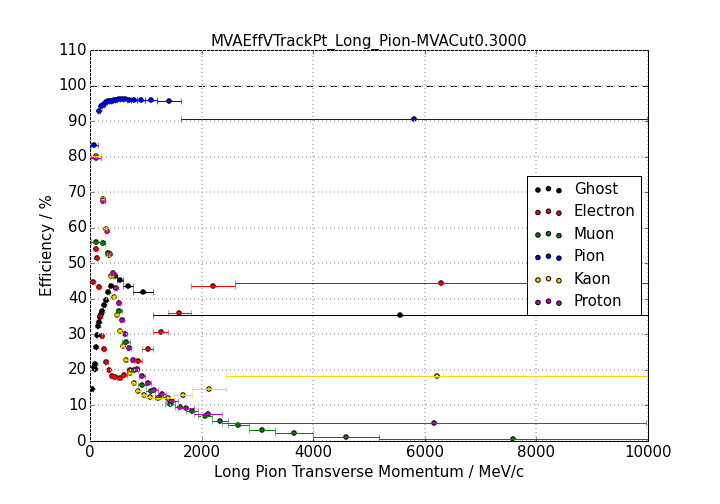 MVAEffVTrackPt_Long_Pion-MVACut0.3000
110
100
90
80
70
60
50
40
30
20
10
0
Efficiency / %
Ghost
Electron
Muon
Pion
Kaon
Proton
0 2000 4000 6000 8000 10000
Long Pion Transverse Momentum / MeV/c